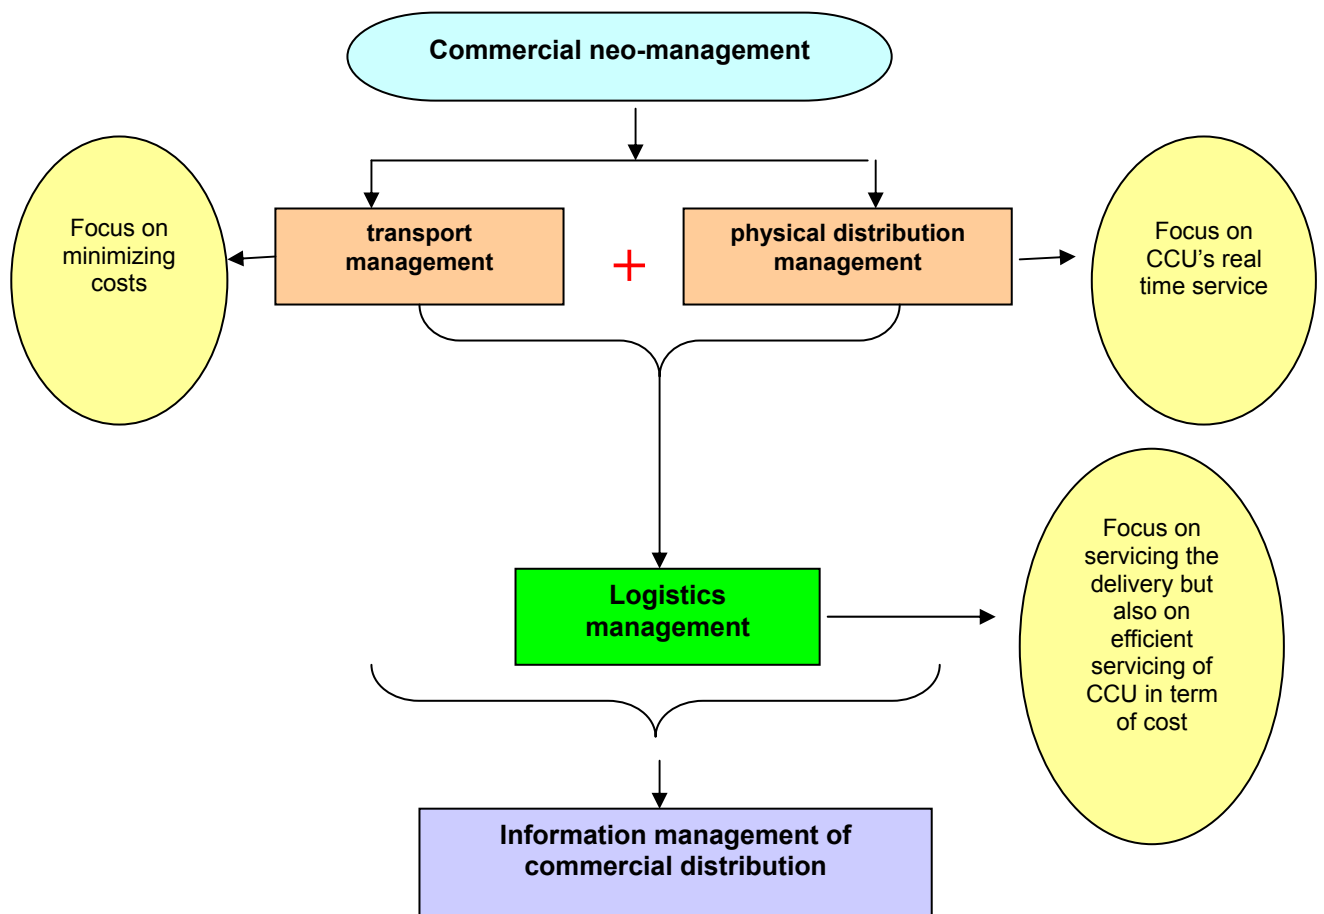 Commercial neo-management
Focus on
minimizing
costs
transport
management
+
physical distribution
management
Focus on
CCU’s real
time service
Logistics
management
Focus on
servicing the
delivery but
also on
efficient
servicing of
CCU in term
of cost
Information management of
commercial distribution